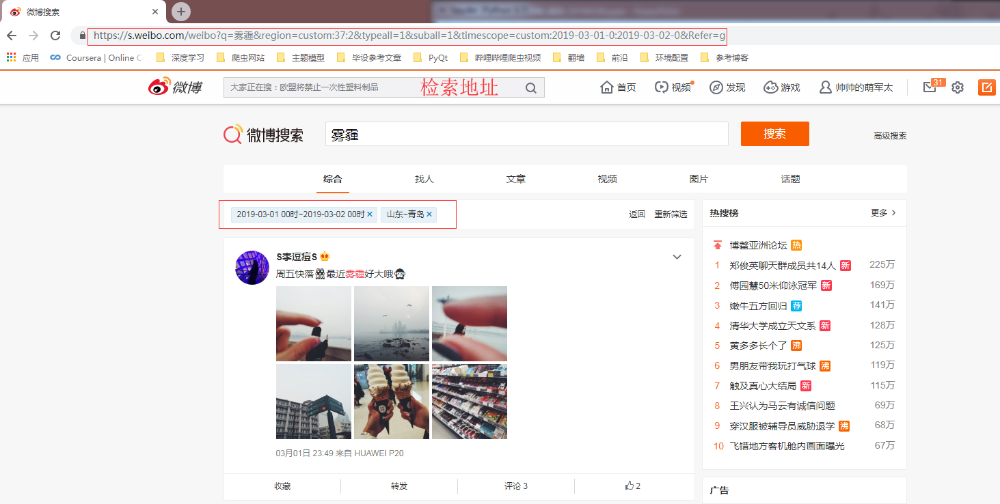 微博搜索
https://s.weibo.com/weibo?q=雾霾&region=custom:37:2&typeall=1&suball=1&timescope=custom:2019-03-01-0:2019-03-02-0&Refer=g
应用 Coursera | Online C 深度学习 爬虫网站 主题模型 毕设参考文章 PyQt 哔哩哔哩爬虫视频 翻墙 前沿 环境配置 参考博客
微博 大家正在搜：欧盟将禁止一次性塑料制品 检索地址 首页 视频 发现 游戏 帅帅的萌军太 31
微博搜索 雾霾 搜索 高级搜索
综合 找人 文章 视频 图片 话题
2019-03-01 00时~2019-03-02 00时 × 山东~青岛 × 返回 重新筛选
S李逗痘S
周五快落最近雾霾好大哦
03月01日 23:49 来自 HUAWEI P20
收藏 转发 评论 3 2
热搜榜 更多
博鳌亚洲论坛 热
1 郑俊英聊天群成员共14人 新 225万
2 傅园慧50米仰泳冠军 新 169万
3 嫩牛五方回归 荐 141万
4 清华大学成立天文系 新 128万
5 黄多多长个了 沸 125万
6 男朋友带我玩打气球 沸 119万
7 触及真心大结局 新 115万
8 王兴认为马云有诚信问题 69万
9 穿汉服被辅导员威胁退学 沸 68万
10 飞错地方客机舱内画面曝光 67万
广告